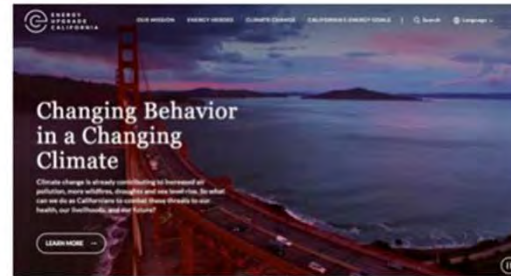 ENERGY
UPGRADE
CALIFORNIA
OUR MISSION ENERGY HEROES CLIMATE CHANGE CALIFORNIA'S ENERGY GOALS | Search Language
Changing Behavior
in a Changing
Climate
Climate change is already contributing to increased air
pollution, more wildfires, droughts and sea level rise. So what
can we do as Californians to combat these threats to our
health, our livelihoods, and our future?
LEARN MORE →